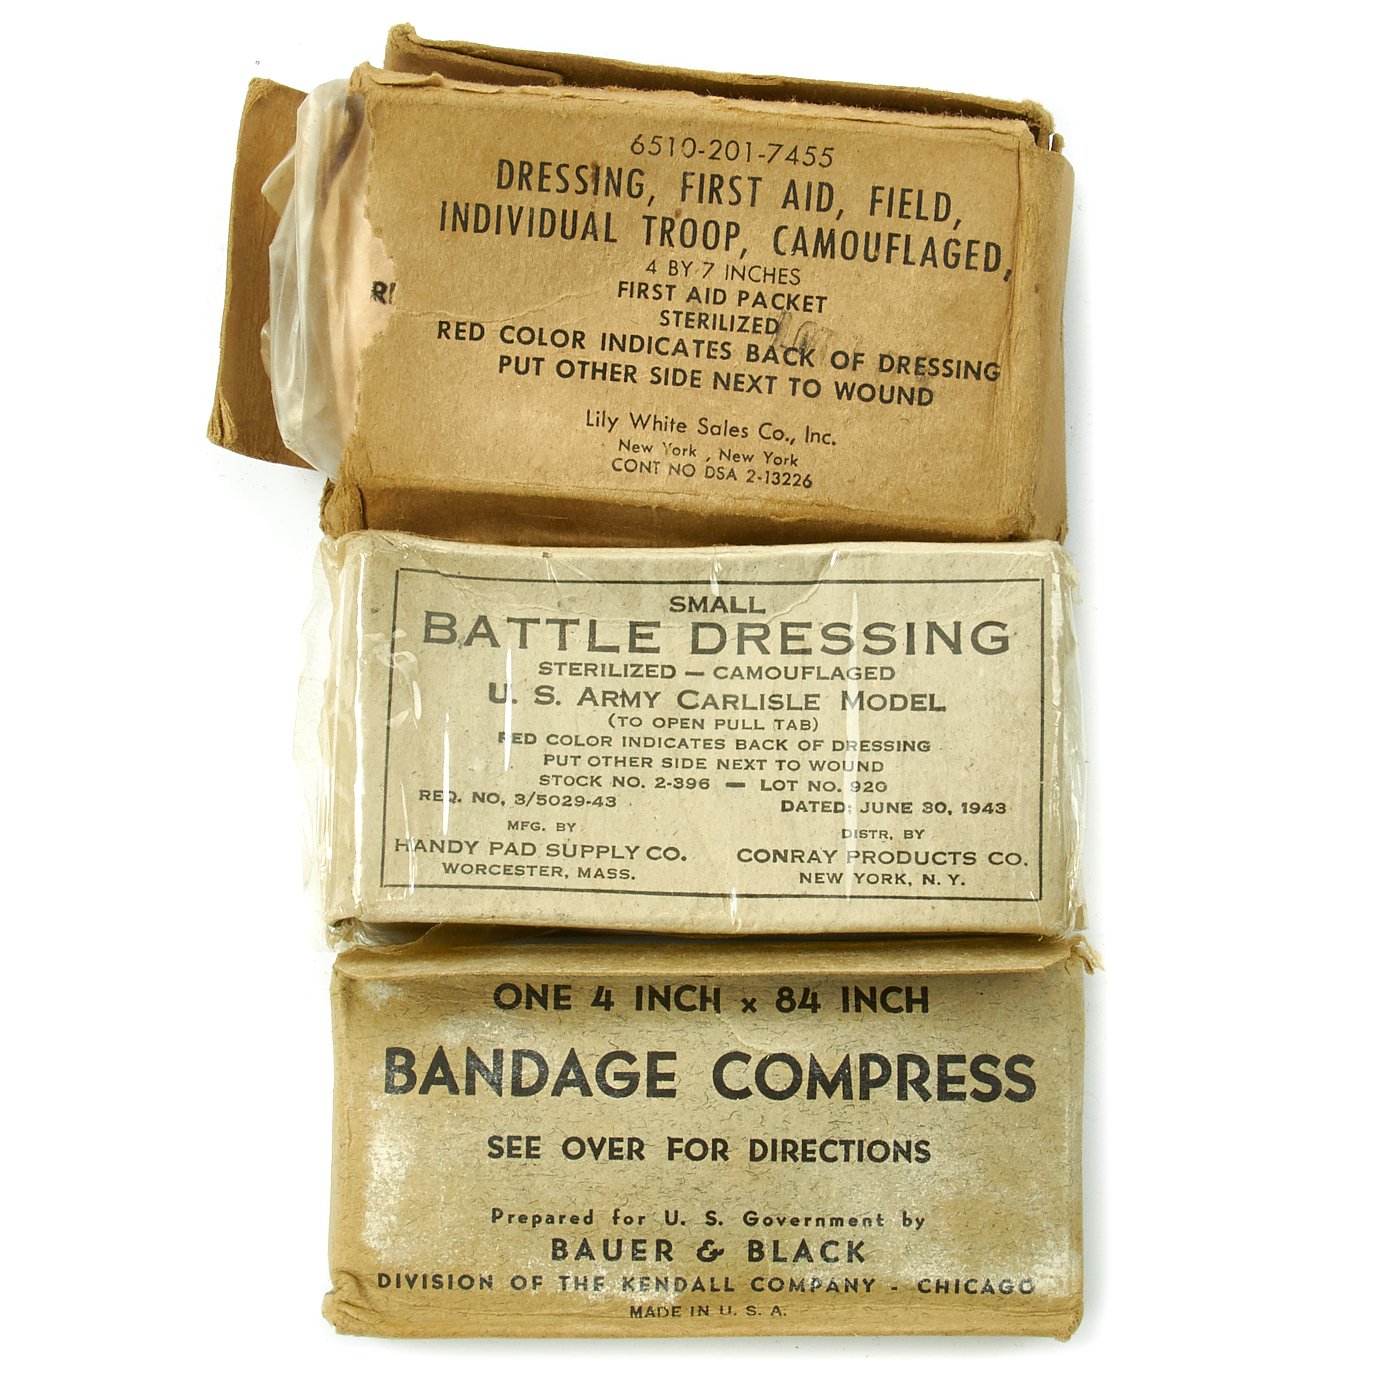 6510-201-7455
DRESSING, FIRST AID, FIELD,
INDIVIDUAL TROOP, CAMOUFLAGED,
4 BY 7 INCHES
FIRST AID PACKET
STERILIZED
RED COLOR INDICATES BACK OF DRESSING
PUT OTHER SIDE NEXT TO WOUND
Lily White Sales Co., Inc.
New York , New York
CONT NO DSA 2-13226
SMALL
BATTLE DRESSING
STERILIZED — CAMOUFLAGED
U. S. ARMY CARLISLE MODEL
(TO OPEN PULL TAB)
RED COLOR INDICATES BACK OF DRESSING
PUT OTHER SIDE NEXT TO WOUND
STOCK NO. 2-396 — LOT NO. 920
REQ. NO. 3/5029-43 DATED: JUNE 30, 1943
MFG. BY DISTR. BY
HANDY PAD SUPPLY CO. CONRAY PRODUCTS CO.
WORCESTER, MASS. NEW YORK, N. Y.
ONE 4 INCH x 84 INCH
BANDAGE COMPRESS
SEE OVER FOR DIRECTIONS
Prepared for U. S. Government by
BAUER & BLACK
DIVISION OF THE KENDALL COMPANY - CHICAGO
MADE IN U. S. A.